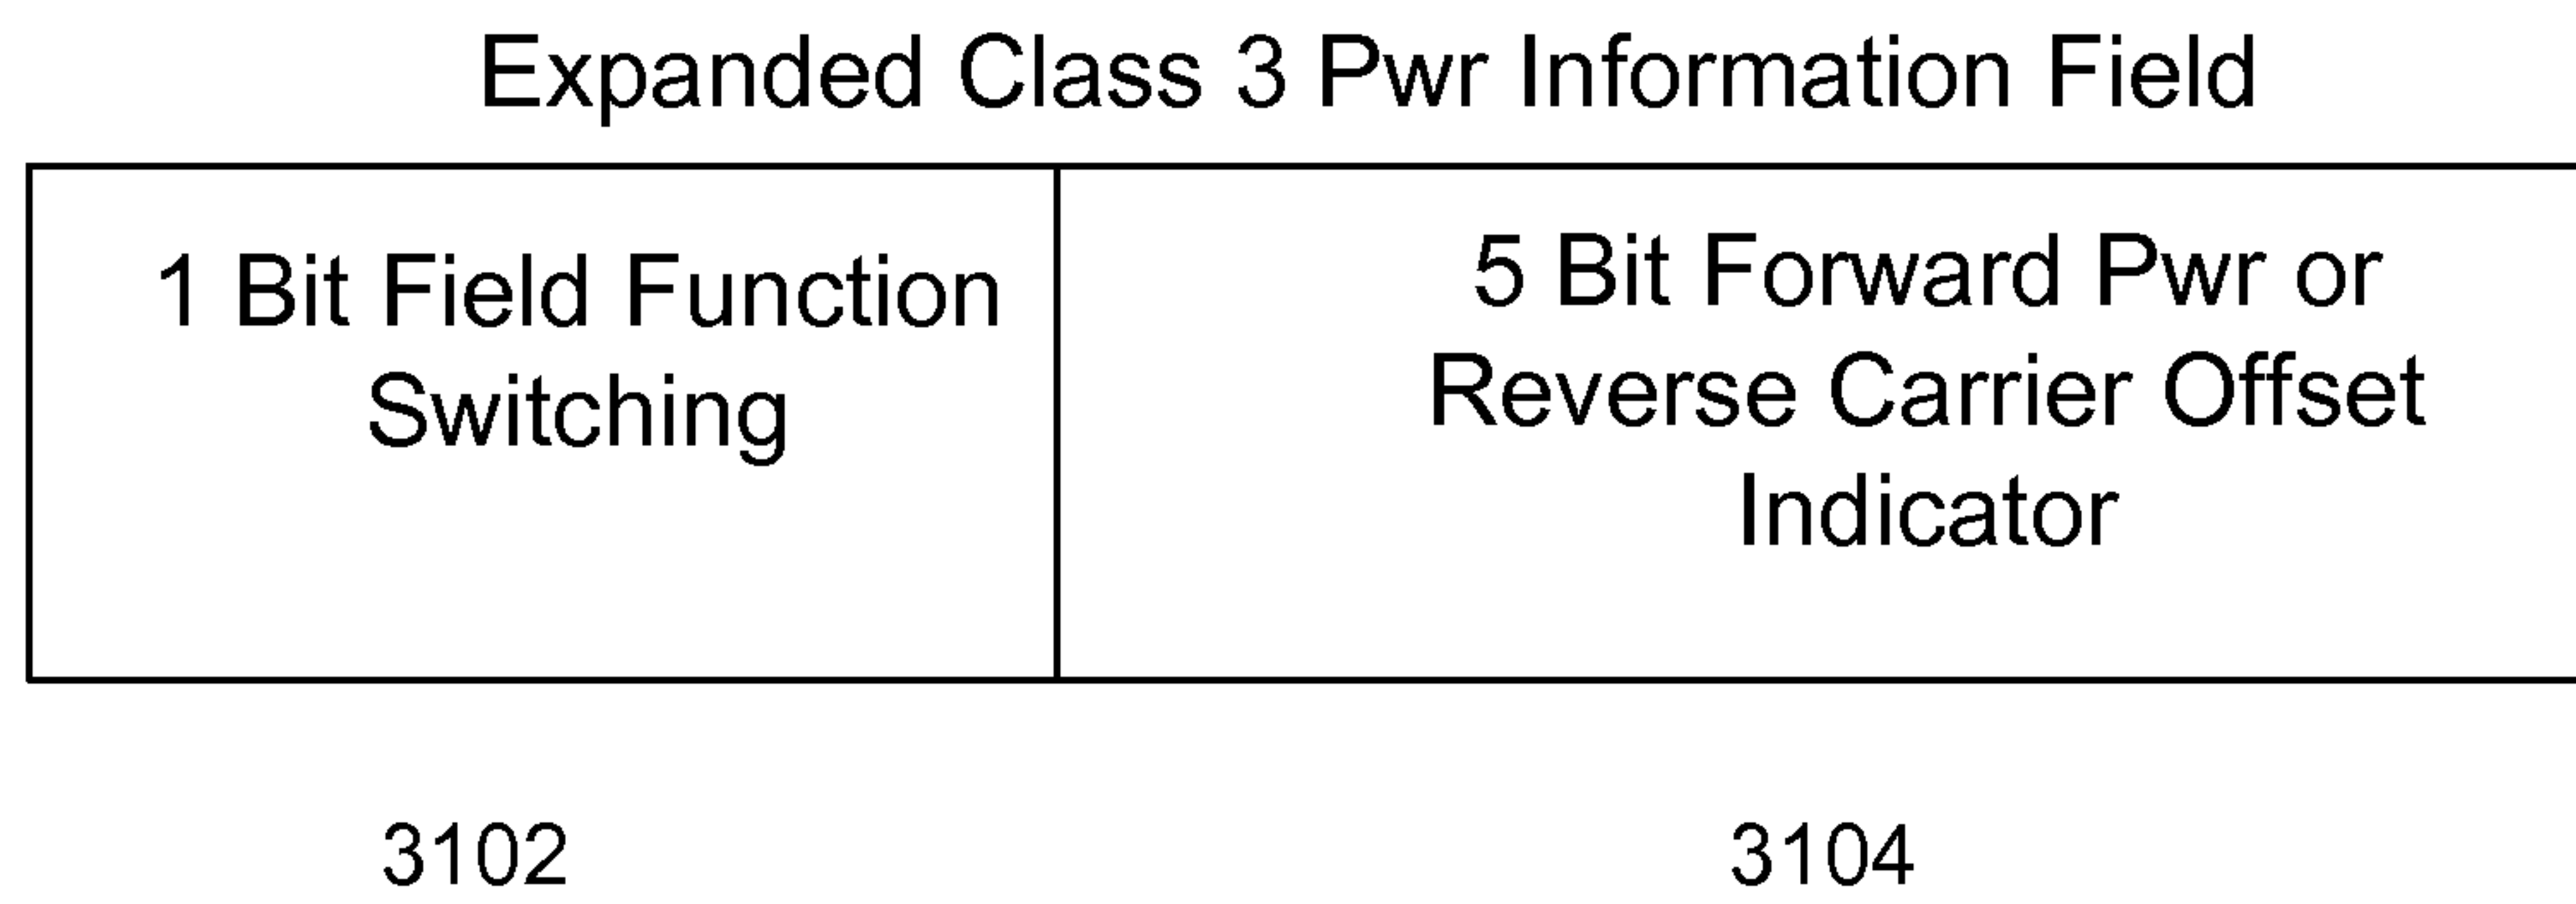 Expanded Class 3 Pwr Information Field
1 Bit Field Function
Switching
5 Bit Forward Pwr or
Reverse Carrier Offset
Indicator
3102
3104